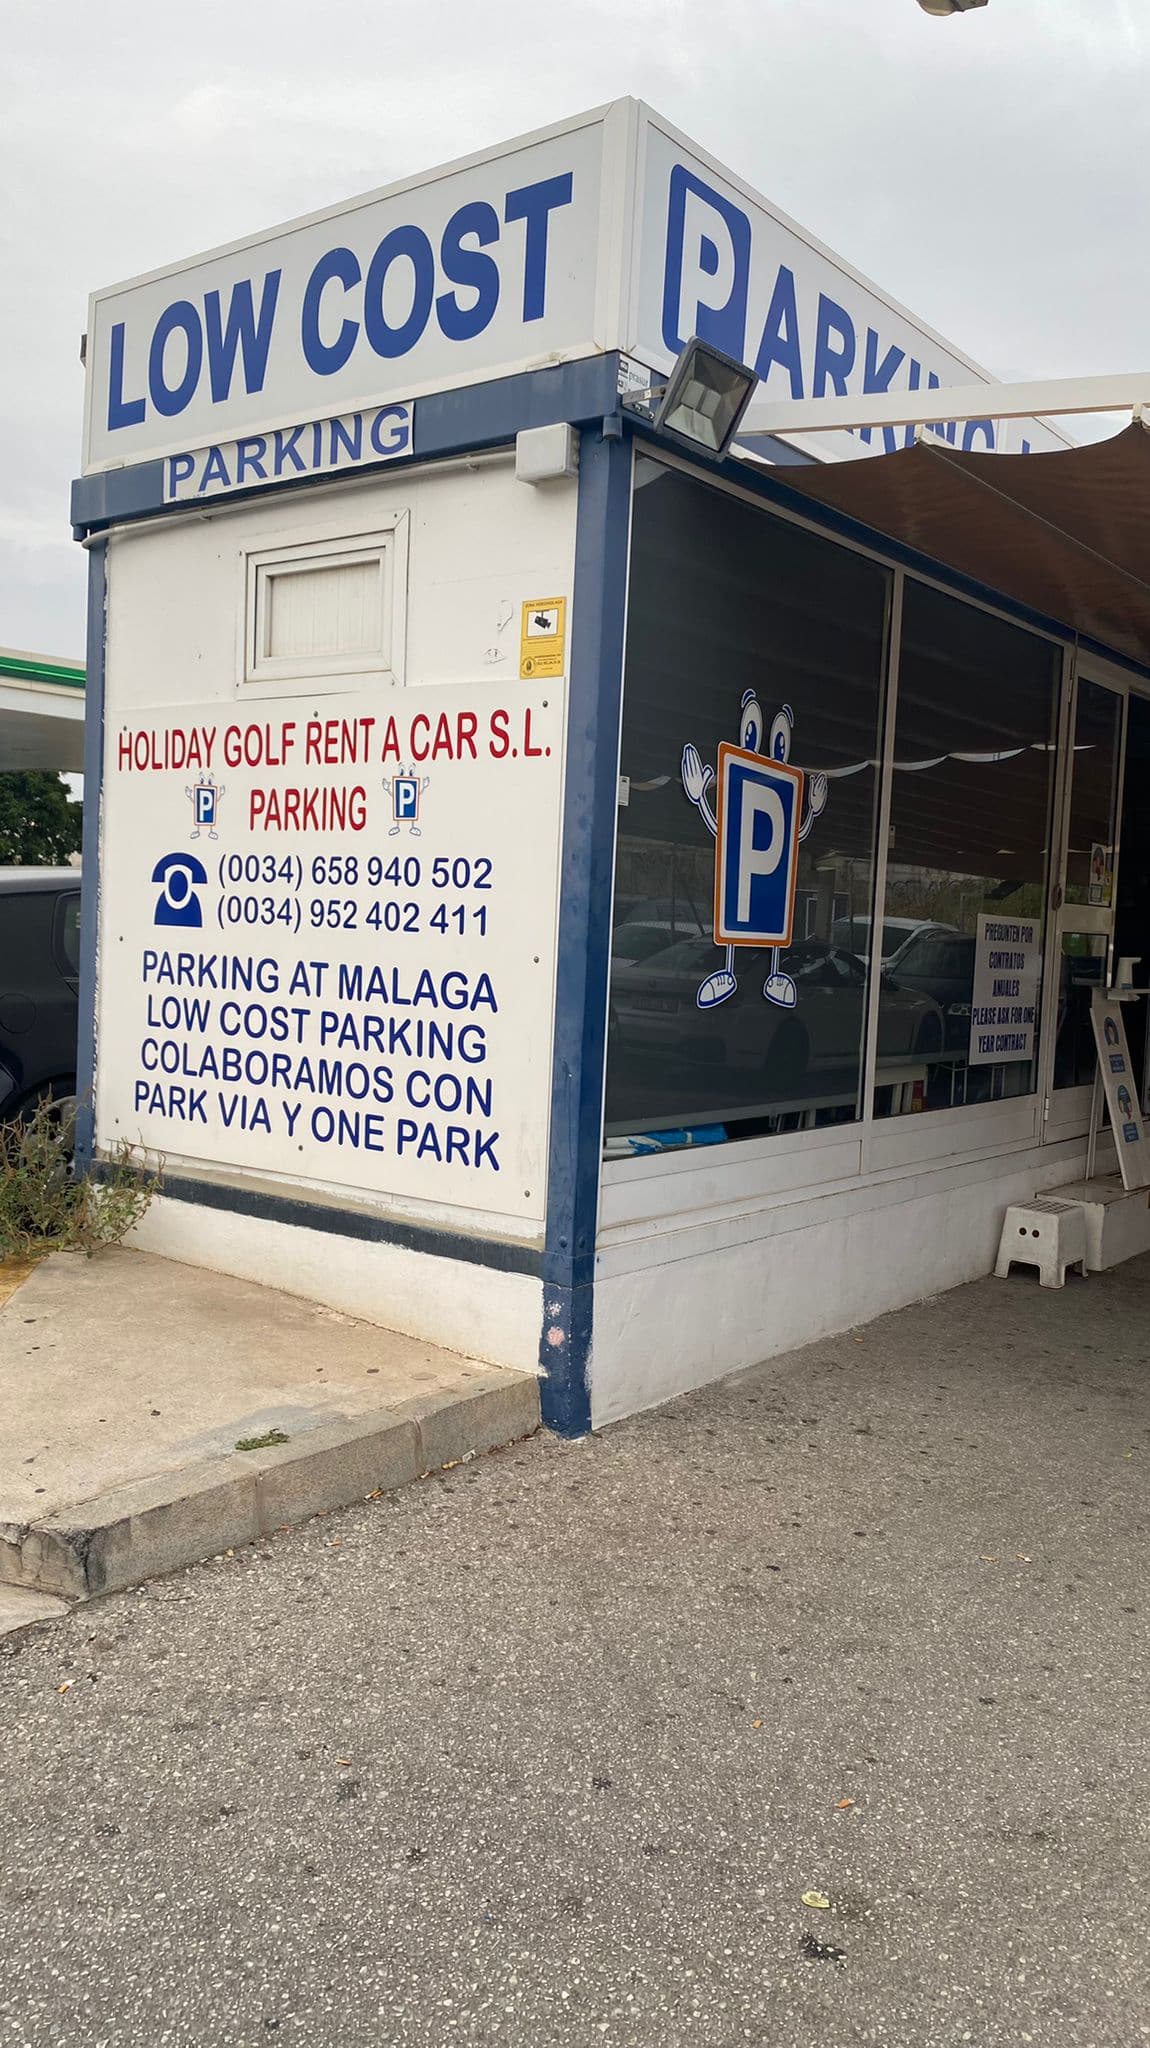 LOW COST
PARKING
PARKING
ZONA VIDEOVIGILADA
HOLIDAY GOLF RENT A CAR S.L.
P PARKING P
(0034) 658 940 502
(0034) 952 402 411
PARKING AT MALAGA
LOW COST PARKING
COLABORAMOS CON
PARK VIA Y ONE PARK
P
PREGUNTEN POR
CONTRATOS
ANUALES
PLEASE ASK FOR ONE
YEAR CONTRACT